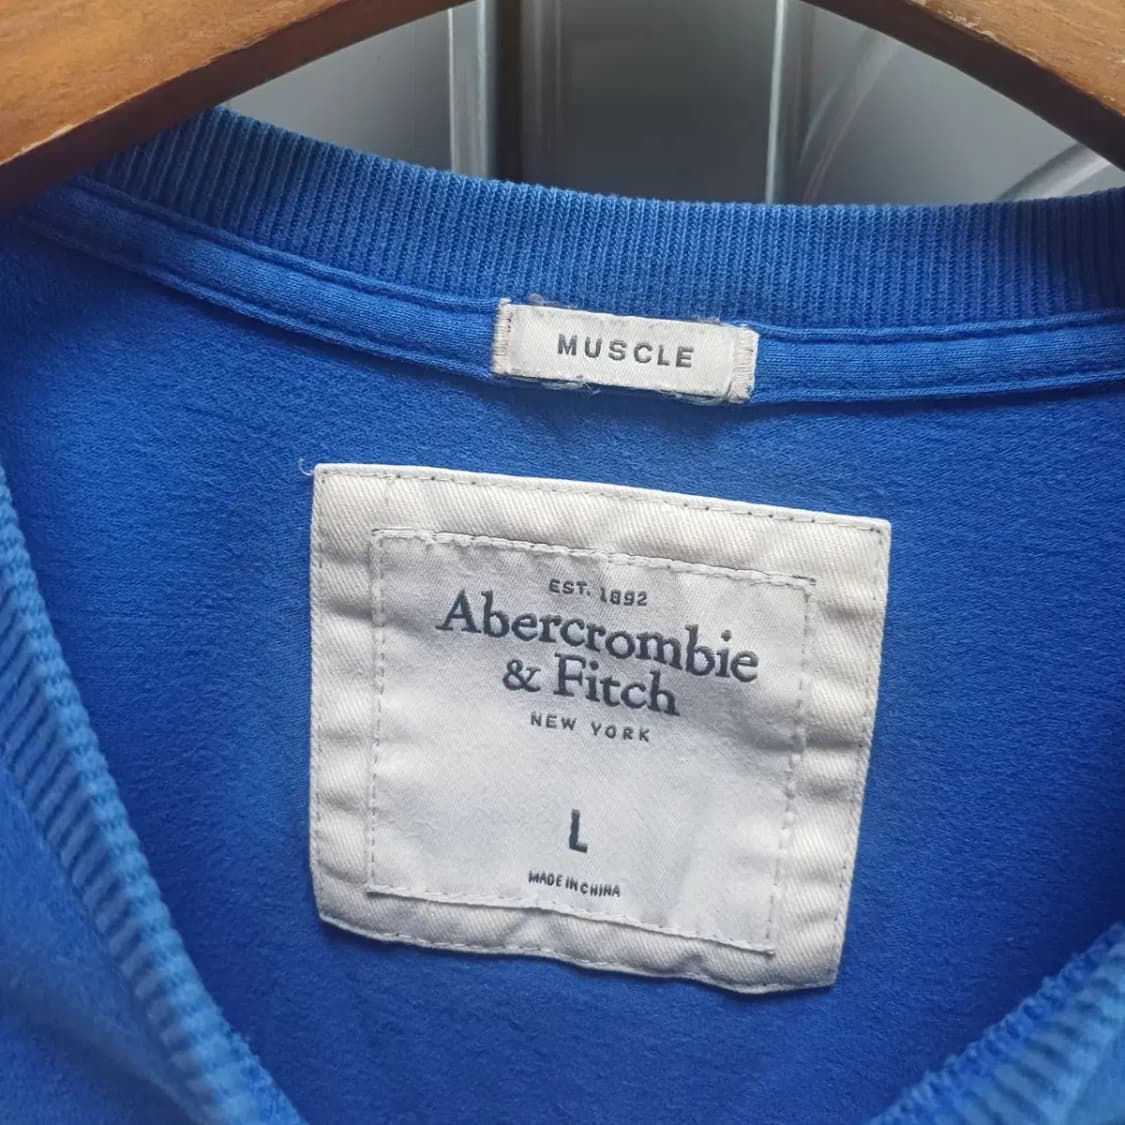 MUSCLE
EST. 1892
Abercrombie
& Fitch
NEW YORK
L
MADE IN CHINA